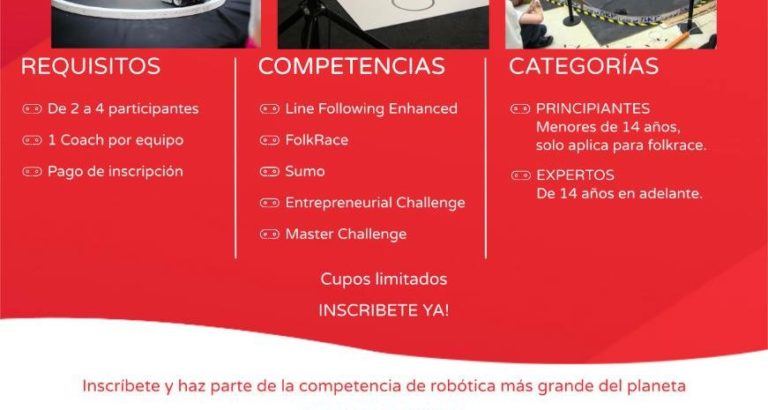 REQUISITOS
De 2 a 4 participantes
1 Coach por equipo
Pago de inscripción
COMPETENCIAS
Line Following Enhanced
FolkRace
Sumo
Entrepreneurial Challenge
Master Challenge
CATEGORÍAS
PRINCIPIANTES
Menores de 14 años,
solo aplica para folkrace.
EXPERTOS
De 14 años en adelante.
Cupos limitados
INSCRIBETE YA!
Inscríbete y haz parte de la competencia de robótica más grande del planeta